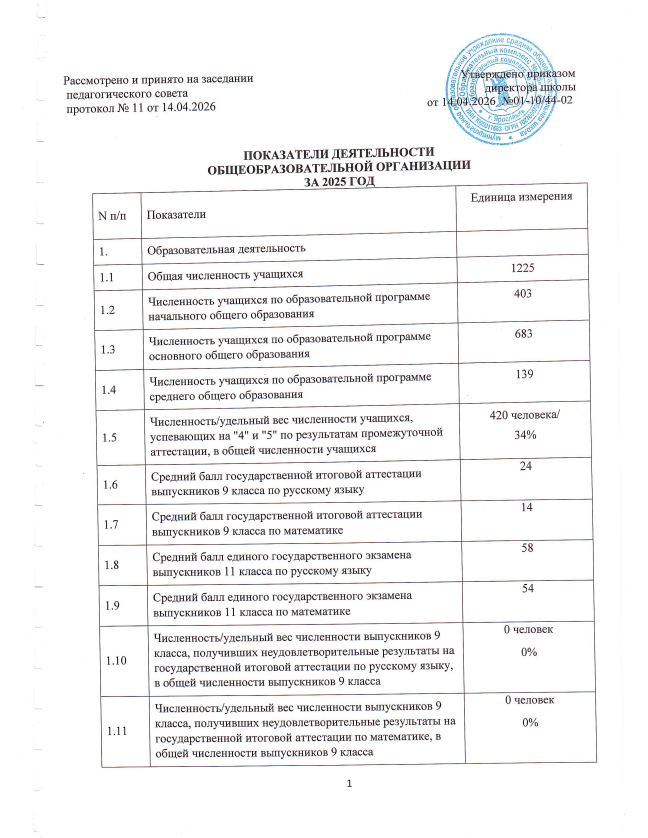 Рассмотрено и принято на заседании
педагогического совета
протокол № 11 от 14.04.2026
Утверждено приказом
директора школы
от 14.04.2026 №01-10/44-02
ПОКАЗАТЕЛИ ДЕЯТЕЛЬНОСТИ
ОБЩЕОБРАЗОВАТЕЛЬНОЙ ОРГАНИЗАЦИИ
ЗА 2025 ГОД
N п/п Показатели Единица измерения
1. Образовательная деятельность
1.1 Общая численность учащихся 1225
1.2 Численность учащихся по образовательной программе 403
начального общего образования
1.3 Численность учащихся по образовательной программе 683
основного общего образования
1.4 Численность учащихся по образовательной программе 139
среднего общего образования
1.5 Численность/удельный вес численности учащихся, 420 человека/
успевающих на "4" и "5" по результатам промежуточной 34%
аттестации, в общей численности учащихся
1.6 Средний балл государственной итоговой аттестации 24
выпускников 9 класса по русскому языку
1.7 Средний балл государственной итоговой аттестации 14
выпускников 9 класса по математике
1.8 Средний балл единого государственного экзамена 58
выпускников 11 класса по русскому языку
1.9 Средний балл единого государственного экзамена 54
выпускников 11 класса по математике
1.10 Численность/удельный вес численности выпускников 9 0 человек
класса, получивших неудовлетворительные результаты на 0%
государственной итоговой аттестации по русскому языку,
в общей численности выпускников 9 класса
1.11 Численность/удельный вес численности выпускников 9 0 человек
класса, получивших неудовлетворительные результаты на 0%
государственной итоговой аттестации по математике, в
общей численности выпускников 9 класса
1